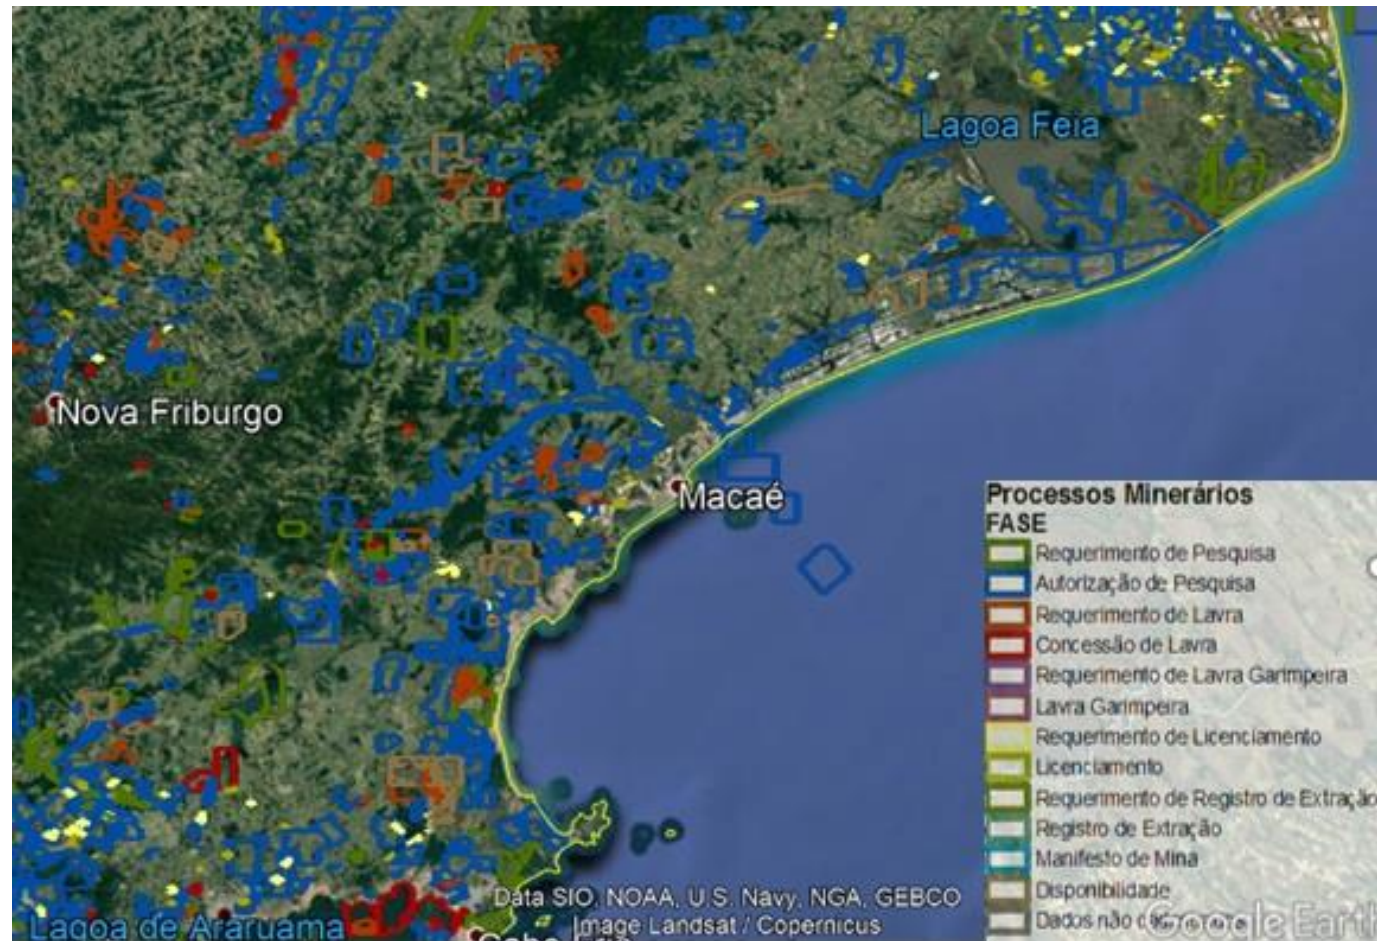 Lagoa Feia
Nova Friburgo
Macaé
Processos Minerários
FASE
Requerimento de Pesquisa
Autorização de Pesquisa
Requerimento de Lavra
Concessão de Lavra
Requerimento de Lavra Garimpeira
Lavra Garimpeira
Requerimento de Licenciamento
Licenciamento
Requerimento de Registro de Extração
Registro de Extração
Manifesto de Mina
Disponibilidade
Dados não
Google Earth
Data SIO, NOAA, U.S. Navy, NGA, GEBCO
Image Landsat / Copernicus
Lagoa de Araruama